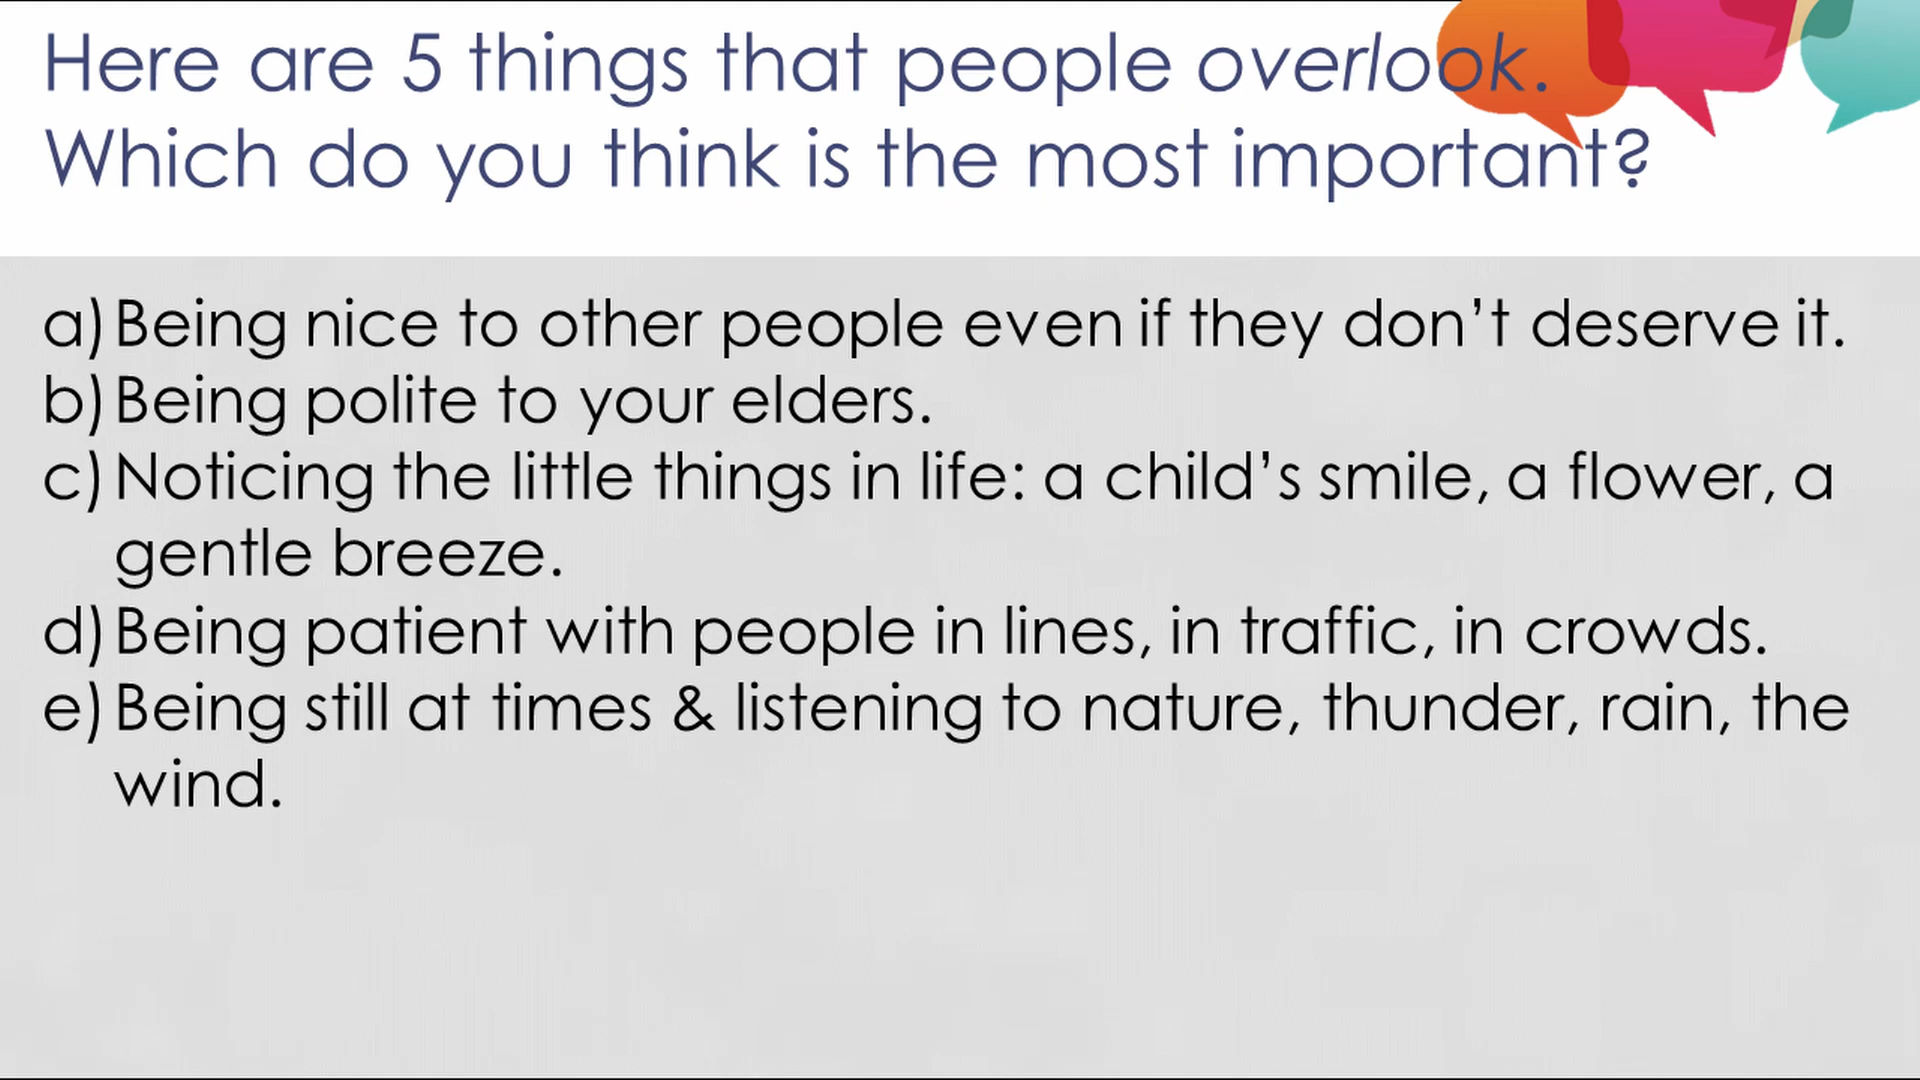 Here are 5 things that people overlook.
Which do you think is the most important?
a) Being nice to other people even if they don’t deserve it.
b) Being polite to your elders.
c) Noticing the little things in life: a child’s smile, a flower, a
gentle breeze.
d) Being patient with people in lines, in traffic, in crowds.
e) Being still at times & listening to nature, thunder, rain, the
wind.